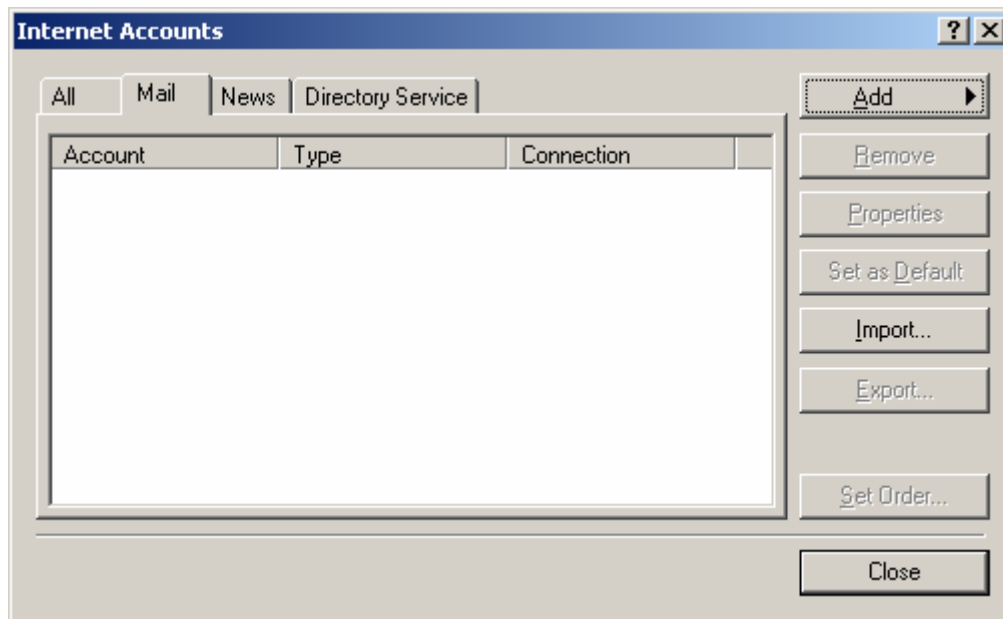 Internet Accounts
All Mail News Directory Service
Account Type Connection
Add
Remove
Properties
Set as Default
Import...
Export...
Set Order...
Close